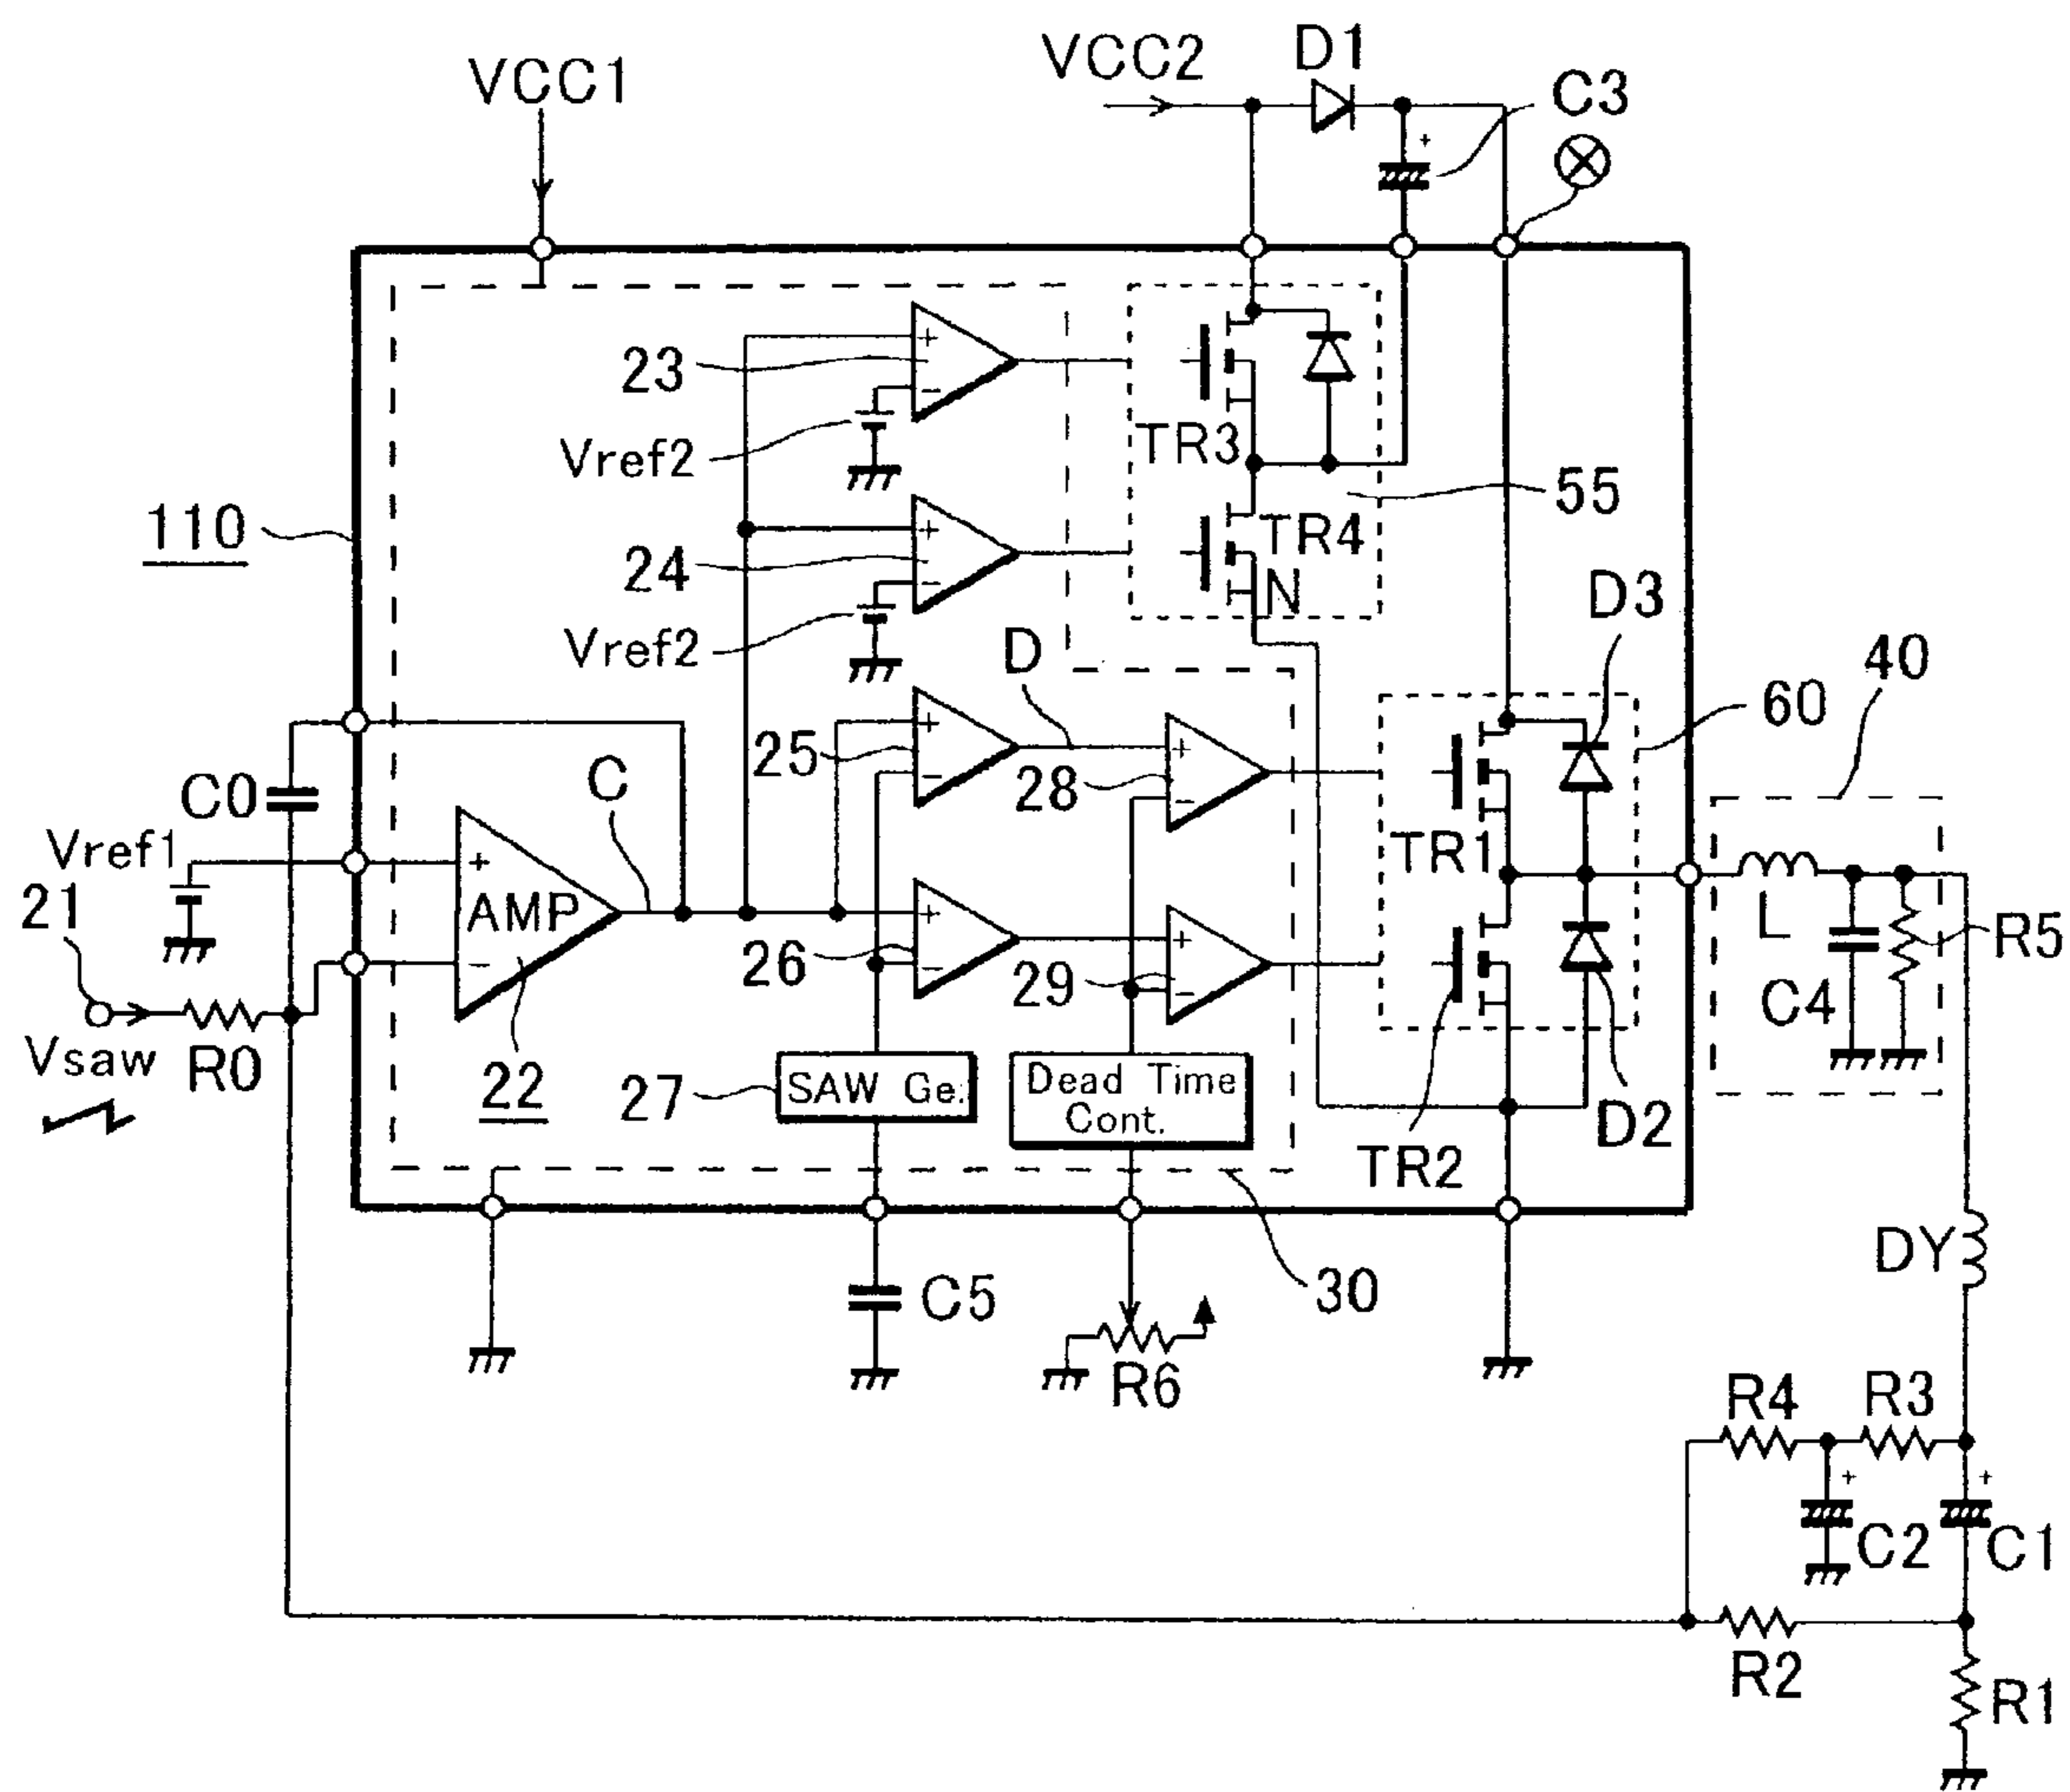 VCC1
VCC2
D1
C3
+
110
23
+
−
Vref2
TR3
55
24
+
−
Vref2
TR4
N
D3
40
60
D
25
+
−
28
+
−
C0
C
TR1
Vref1
21
+
AMP
−
22
26
+
−
29
+
−
L
C4
R5
Vsaw
R0
27
SAW Ge.
Dead Time
Cont.
TR2
D2
C5
R6
30
DY
R4
R3
+
+
C2
C1
R2
R1